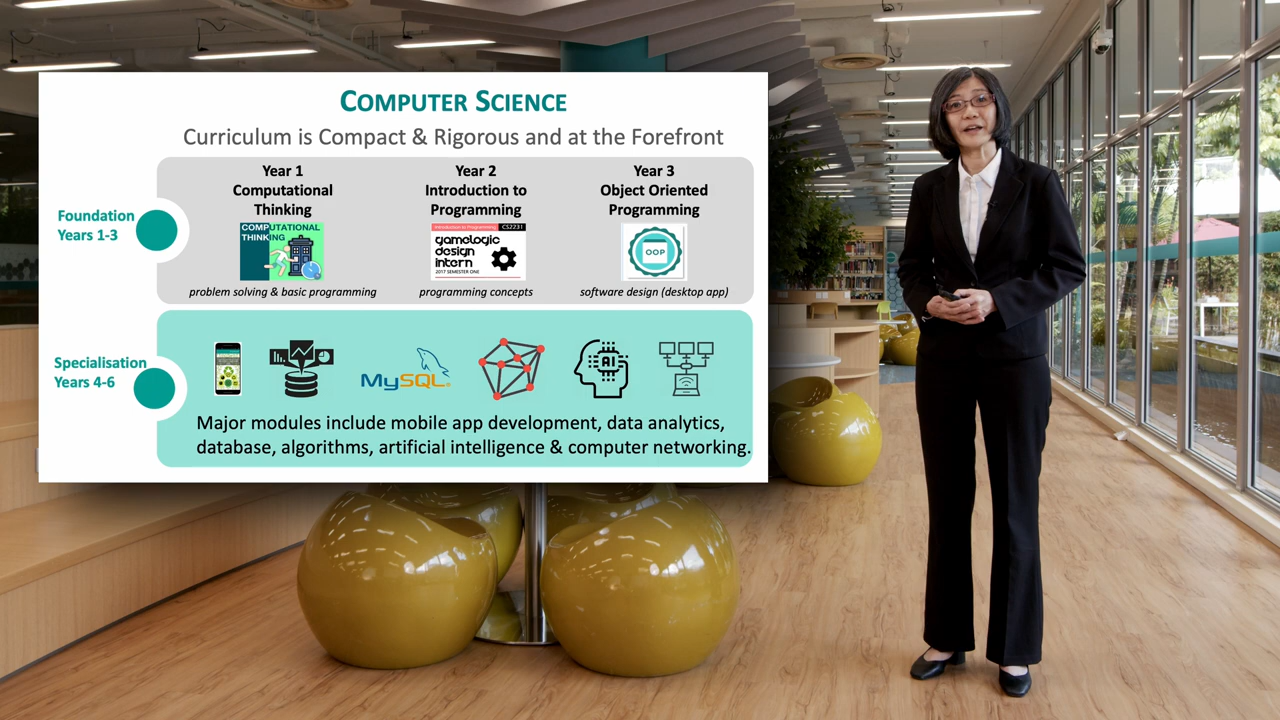 COMPUTER SCIENCE
Curriculum is Compact & Rigorous and at the Forefront
Foundation
Years 1-3
Year 1
Computational
Thinking
COMPUTATIONAL
THINKING
problem solving & basic programming
Year 2
Introduction to
Programming
Introduction to Programming CS2231
gamelogic
design
intern
2017 SEMESTER ONE
programming concepts
Year 3
Object Oriented
Programming
OOP
software design (desktop app)
Specialisation
Years 4-6
MySQL
AI
Major modules include mobile app development, data analytics,
database, algorithms, artificial intelligence & computer networking.